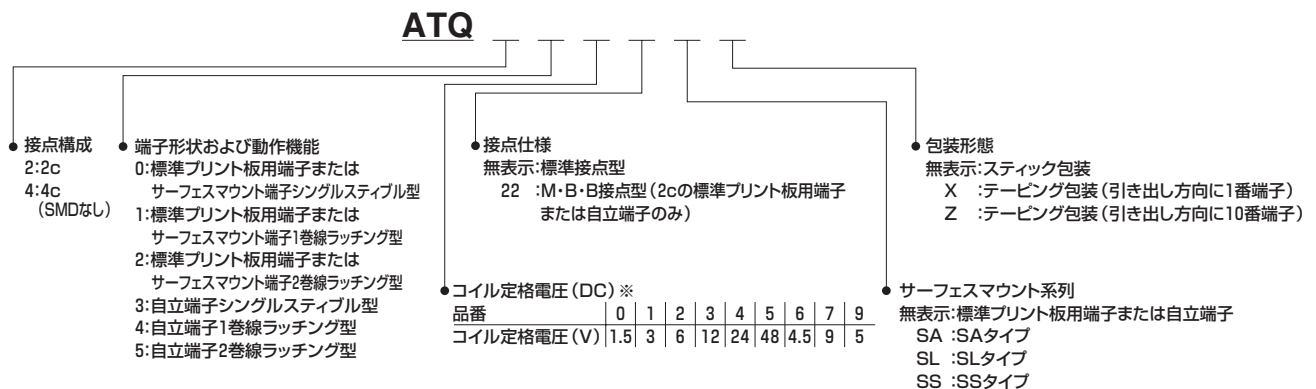 ATQ
● 接点構成
2:2c
4:4c
(SMDなし)
● 端子形状および動作機能
0:標準プリント板用端子または
サーフェスマウント端子シングルスティブル型
1:標準プリント板用端子または
サーフェスマウント端子1巻線ラッチング型
2:標準プリント板用端子または
サーフェスマウント端子2巻線ラッチング型
3:自立端子シングルスティブル型
4:自立端子1巻線ラッチング型
5:自立端子2巻線ラッチング型
● コイル定格電圧(DC)※
品番 0 1 2 3 4 5 6 7 9
コイル定格電圧(V) 1.5 3 6 12 24 48 4.5 9 5
● 接点仕様
無表示:標準接点型
22 :M・B・B接点型(2cの標準プリント板用端子
または自立端子のみ)
● サーフェスマウント系列
無表示:標準プリント板用端子または自立端子
SA :SAタイプ
SL :SLタイプ
SS :SSタイプ
● 包装形態
無表示:スティック包装
X :テーピング包装(引き出し方向に1番端子)
Z :テーピング包装(引き出し方向に10番端子)